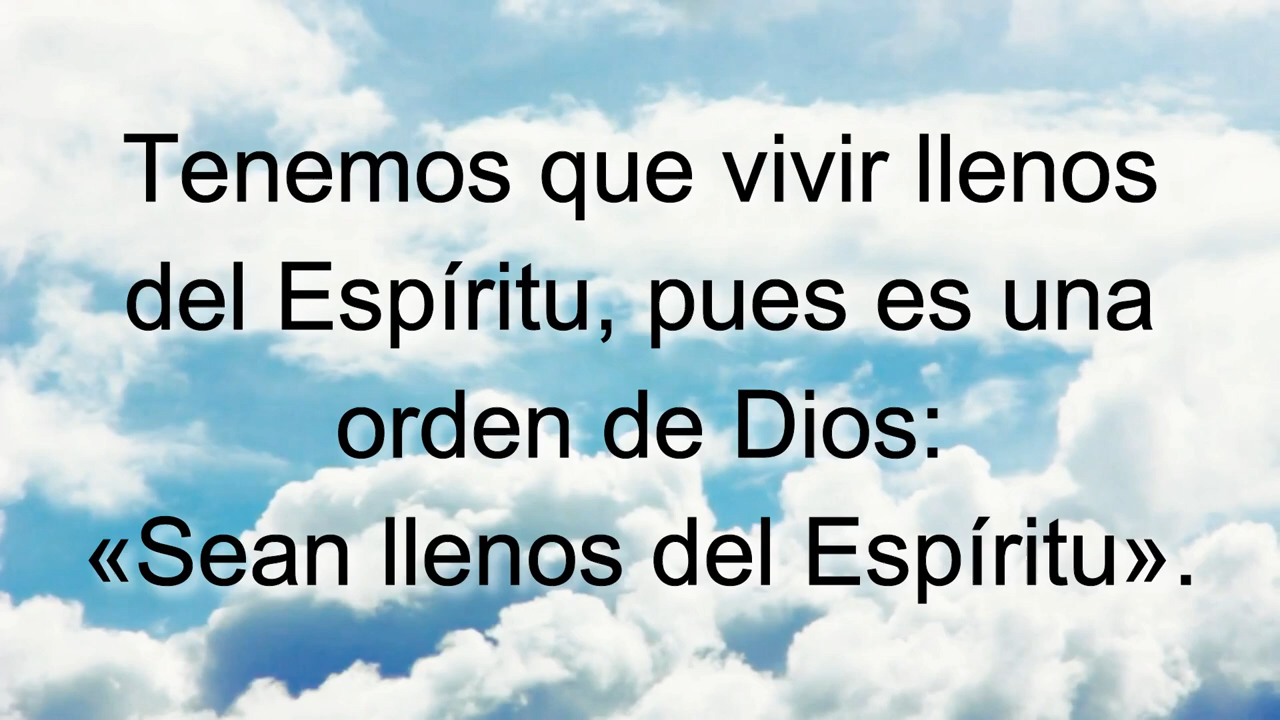 Tenemos que vivir llenos
del Espíritu, pues es una
orden de Dios:
«Sean llenos del Espíritu».